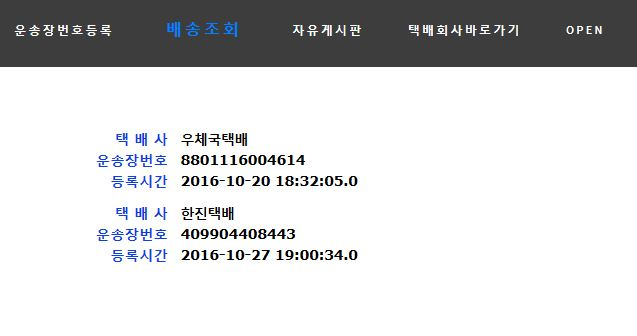 운송장번호등록 배송조회 자유게시판 택배회사바로가기 OPEN
택 배 사 우체국택배
운송장번호 8801116004614
등록시간 2016-10-20 18:32:05.0
택 배 사 한진택배
운송장번호 409904408443
등록시간 2016-10-27 19:00:34.0